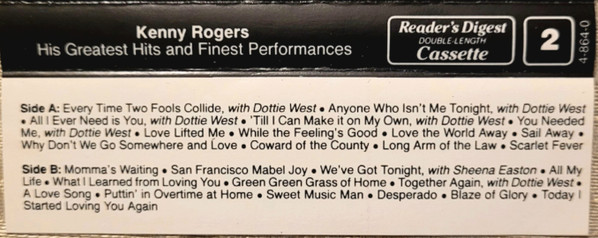 Kenny Rogers
His Greatest Hits and Finest Performances
Reader's Digest
DOUBLE-LENGTH
Cassette
2
4-864-0
Side A: Every Time Two Fools Collide, with Dottie West • Anyone Who Isn't Me Tonight, with Dottie West
• All I Ever Need is You, with Dottie West • 'Till I Can Make it on My Own, with Dottie West • You Needed
Me, with Dottie West • Love Lifted Me • While the Feeling's Good • Love the World Away • Sail Away •
Why Don't We Go Somewhere and Love • Coward of the County • Long Arm of the Law • Scarlet Fever
Side B: Momma's Waiting • San Francisco Mabel Joy • We've Got Tonight, with Sheena Easton • All My
Life • What I Learned from Loving You • Green Green Grass of Home • Together Again, with Dottie West •
A Love Song • Puttin' in Overtime at Home • Sweet Music Man • Desperado • Blaze of Glory • Today I
Started Loving You Again